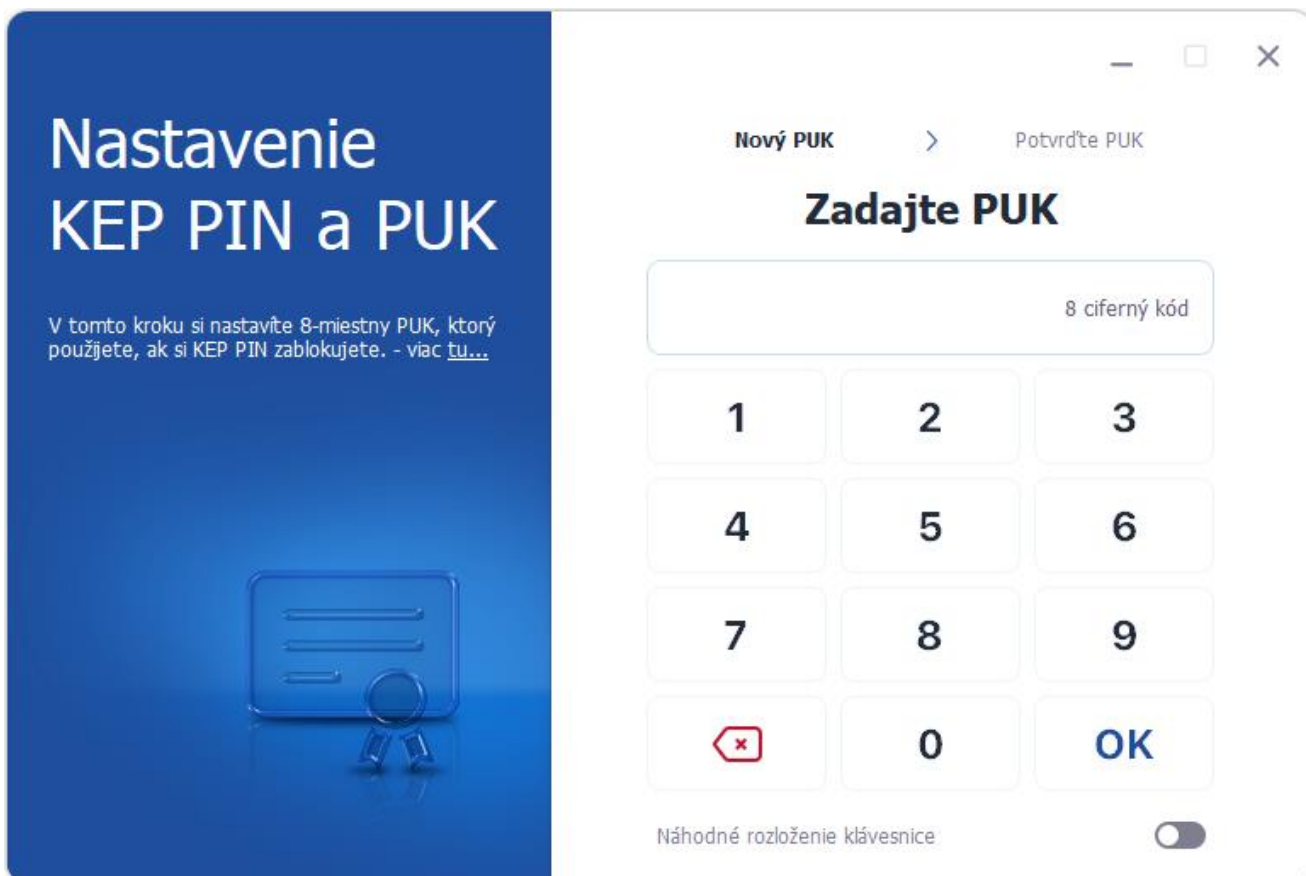 Nastavenie
KEP PIN a PUK
V tomto kroku si nastavíte 8-miestny PUK, ktorý
použijete, ak si KEP PIN zablokujete. - viac tu...
Nový PUK > Potvrďte PUK
Zadajte PUK
8 ciferný kód
1 2 3
4 5 6
7 8 9
0 OK
Náhodné rozloženie klávesnice